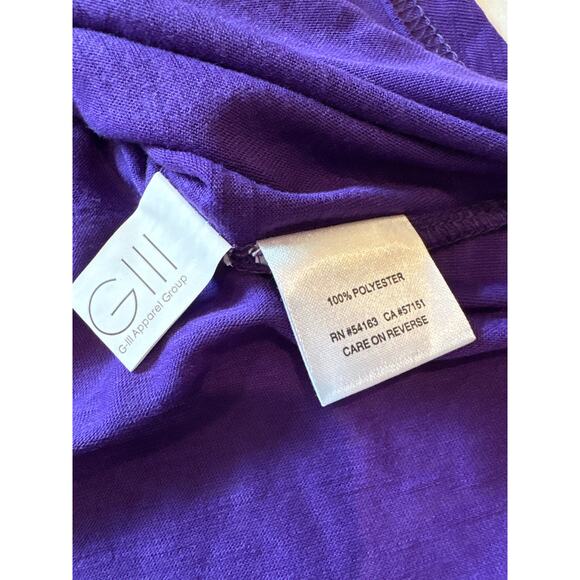 GIII
G-III Apparel Group
100% POLYESTER
RN #54163 CA #57151
CARE ON REVERSE